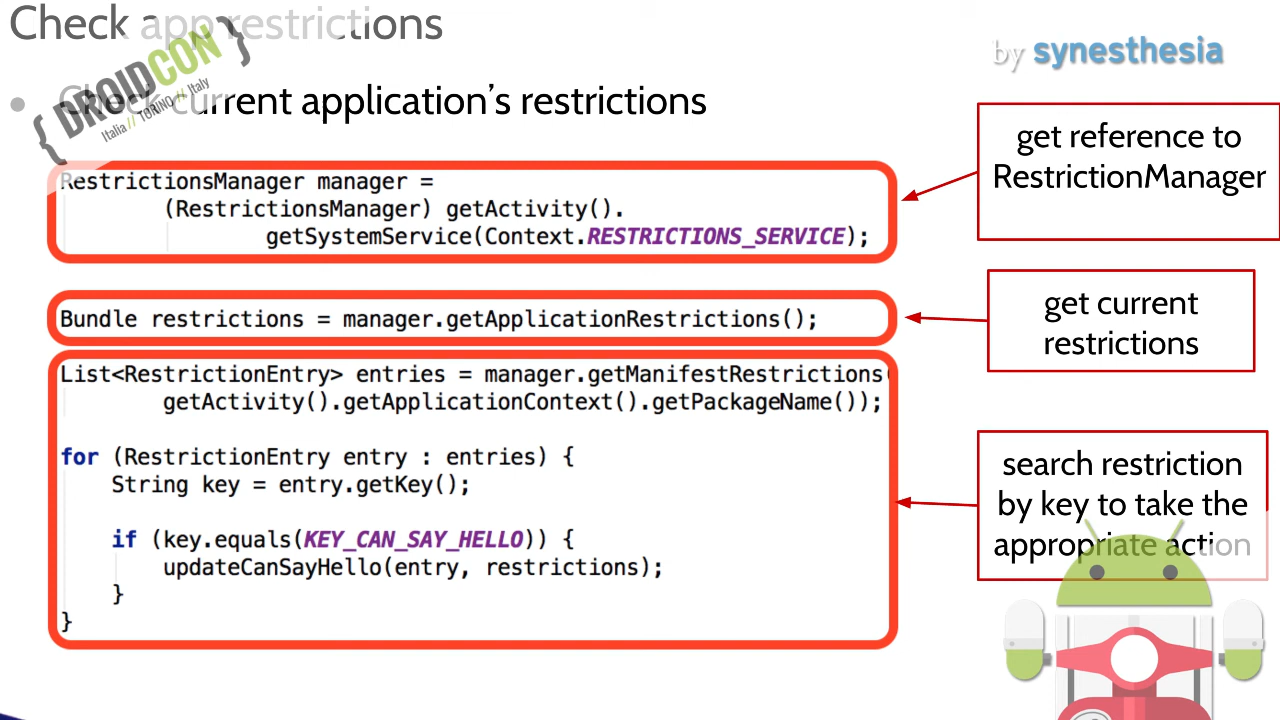 Check app restrictions
by synesthesia
{ DROIDCON }
Italia // TORINO // Italy
• Check current application's restrictions
get reference to
RestrictionManager
RestrictionsManager manager =
(RestrictionsManager) getActivity().
getSystemService(Context.RESTRICTIONS_SERVICE);
get current
restrictions
Bundle restrictions = manager.getApplicationRestrictions();
List<RestrictionEntry> entries = manager.getManifestRestrictions(
getActivity().getApplicationContext().getPackageName());
for (RestrictionEntry entry : entries) {
String key = entry.getKey();
if (key.equals(KEY_CAN_SAY_HELLO)) {
updateCanSayHello(entry, restrictions);
}
}
search restriction
by key to take the
appropriate action